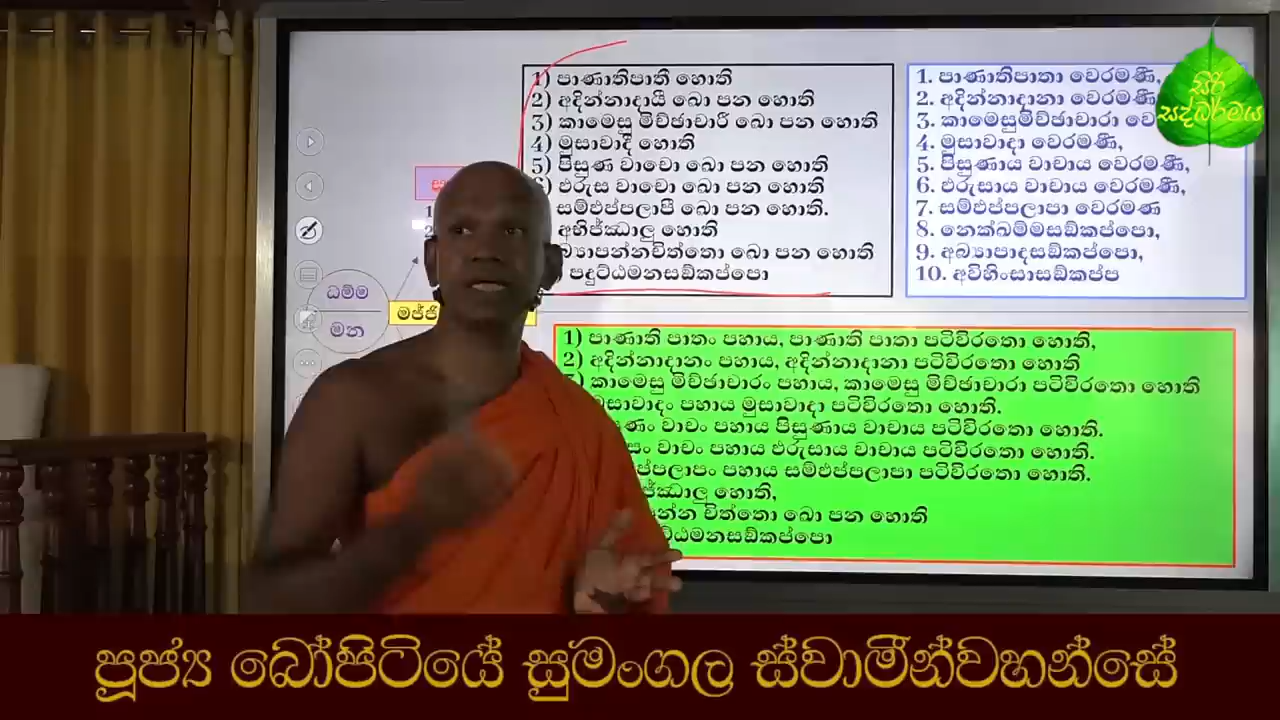 1) පාණාතිපාතී හොති
2) අදින්නාදායී ඛො පන හොති
3) කාමෙසු මිච්ඡාචාරී ඛො පන හොති
4) මුසාවාදී හොති
5) පිසුණ වාචො ඛො පන හොති
ඵරුස වාචො ඛො පන හොති
සම්ඵප්පලාපී ඛො පන හොති.
අභිජ්ඣාලු හොති
ඛො පන හොති
පදුට්ඨමනසඞ්කප්පො
1. පාණාතිපාතා වෙරමණී,
2. අදින්නාදානා වෙරමණී
3. කාමෙසුමිච්ඡාචාරා වෙ
4. මුසාවාදා වෙරමණී,
5. පිසුණාය වාචාය වෙරමණී,
6. ඵරුසාය වාචාය වෙරමණී,
7. සම්ඵප්පලාපා වෙරමණ
8. නෙක්ඛම්මසඞ්කප්පො,
9. අබ්‍යාපාදසඞ්කප්පො,
10. අවිහිංසාසඞ්කප්ප
සිරි
සද්ධර්මය
ධම්ම
මන
මජ්ඣි
1) පාණාති පාතං පහාය, පාණාති පාතා පටිවිරතො හොති,
2) අදින්නාදානං පහාය, අදින්නාදානා පටිවිරතො හොති
කාමෙසු මිච්ඡාචාරං පහාය, කාමෙසු මිච්ඡාචාරා පටිවිරතො හොති
පහාය මුසාවාදා පටිවිරතො හොති.
වාචං පහාය පිසුණාය වාචාය පටිවිරතො හොති.
වාචං පහාය ඵරුසාය වාචාය පටිවිරතො හොති.
පහාය සම්ඵප්පලාපා පටිවිරතො හොති.
හොති,
චිත්තො ඛො පන හොති
පූජ්‍ය බෝපිටියේ සුමංගල ස්වාමීන්වහන්සේ